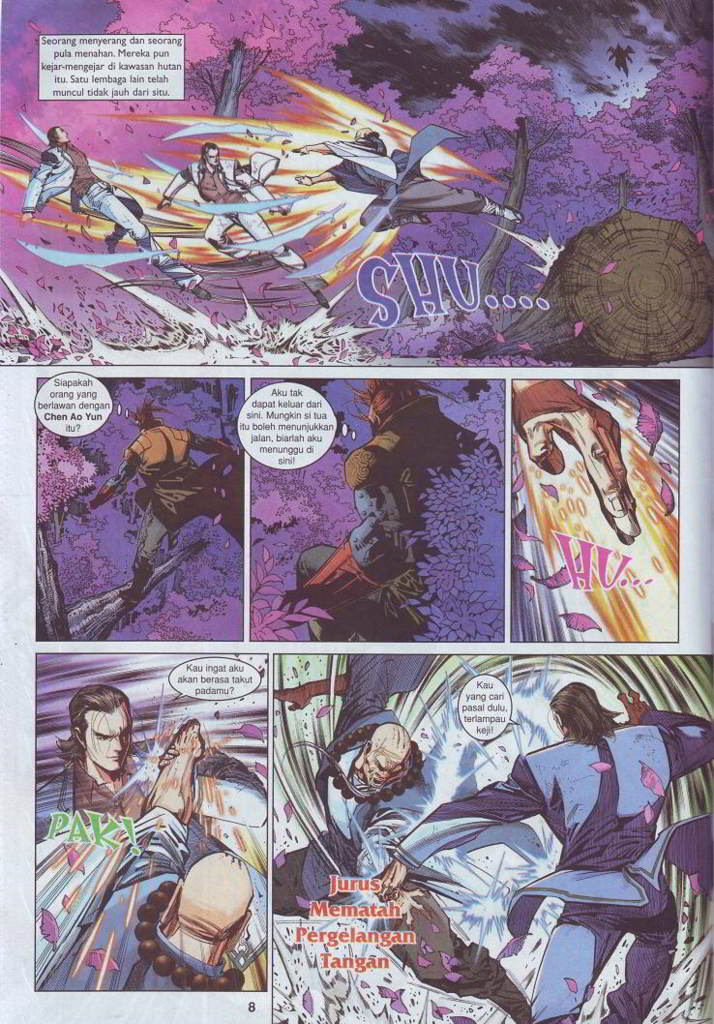 Seorang menyerang dan seorang
pula menahan. Mereka pun
kejar-mengejar di kawasan hutan
itu. Satu lembaga lain telah
muncul tidak jauh dari situ.
SHU....
Siapakah
orang yang
berlawan dengan
Chen Ao Yun
itu?
Aku tak
dapat keluar dari
sini. Mungkin si tua
itu boleh menunjukkan
jalan, biarlah aku
menunggu di
sini!
HU...
Kau ingat aku
akan berasa takut
padamu?
PAK!
Kau
yang cari
pasal dulu,
terlampau
keji!
Jurus
Mematah
Pergelangan
Tangan
8